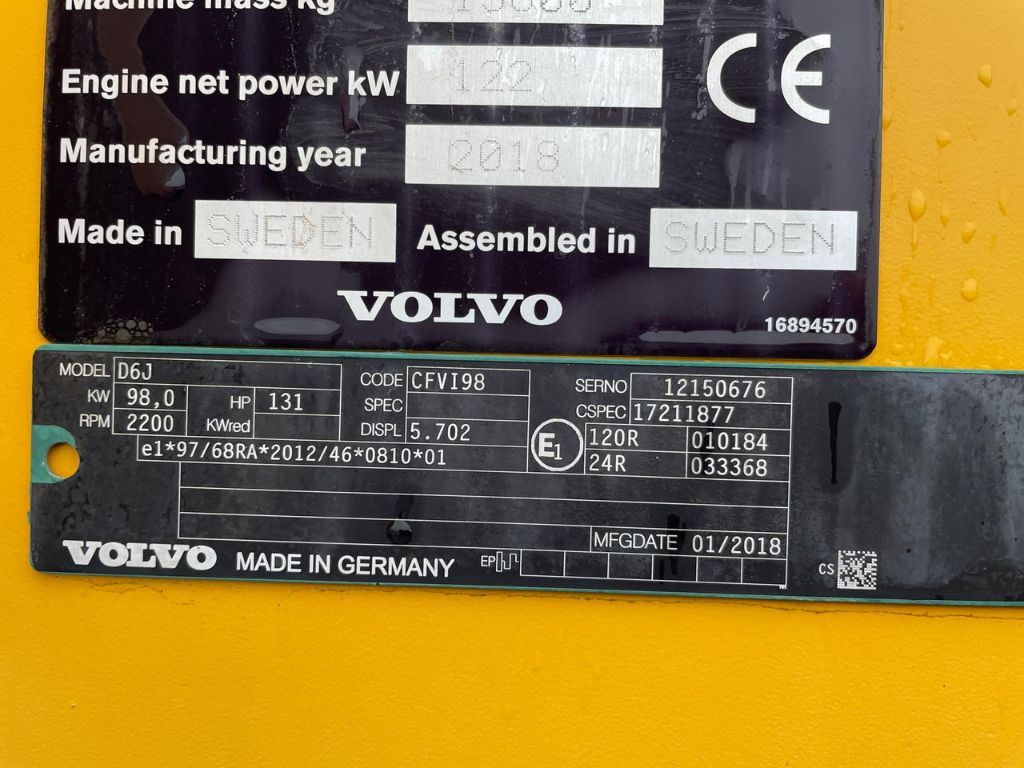 Machine mass kg
Engine net power kW 122
Manufacturing year 2018
Made in SWEDEN Assembled in SWEDEN
VOLVO
16894570
MODEL D6J CODE CFVI98 SERNO 12150676
KW 98,0 HP 131 SPEC CSPEC 17211877
RPM 2200 KWred DISPL 5.702 E1 120R 010184
e1*97/68RA*2012/46*0810*01 24R 033368
MFGDATE 01/2018
VOLVO MADE IN GERMANY EP CS